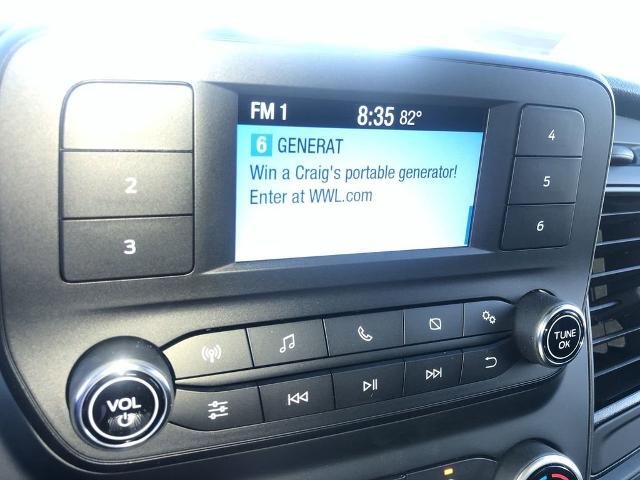 FM 1 8:35 82°
6 GENERAT
Win a Craig's portable generator!
Enter at WWL.com
2
3
4
5
6
VOL
TUNE
OK